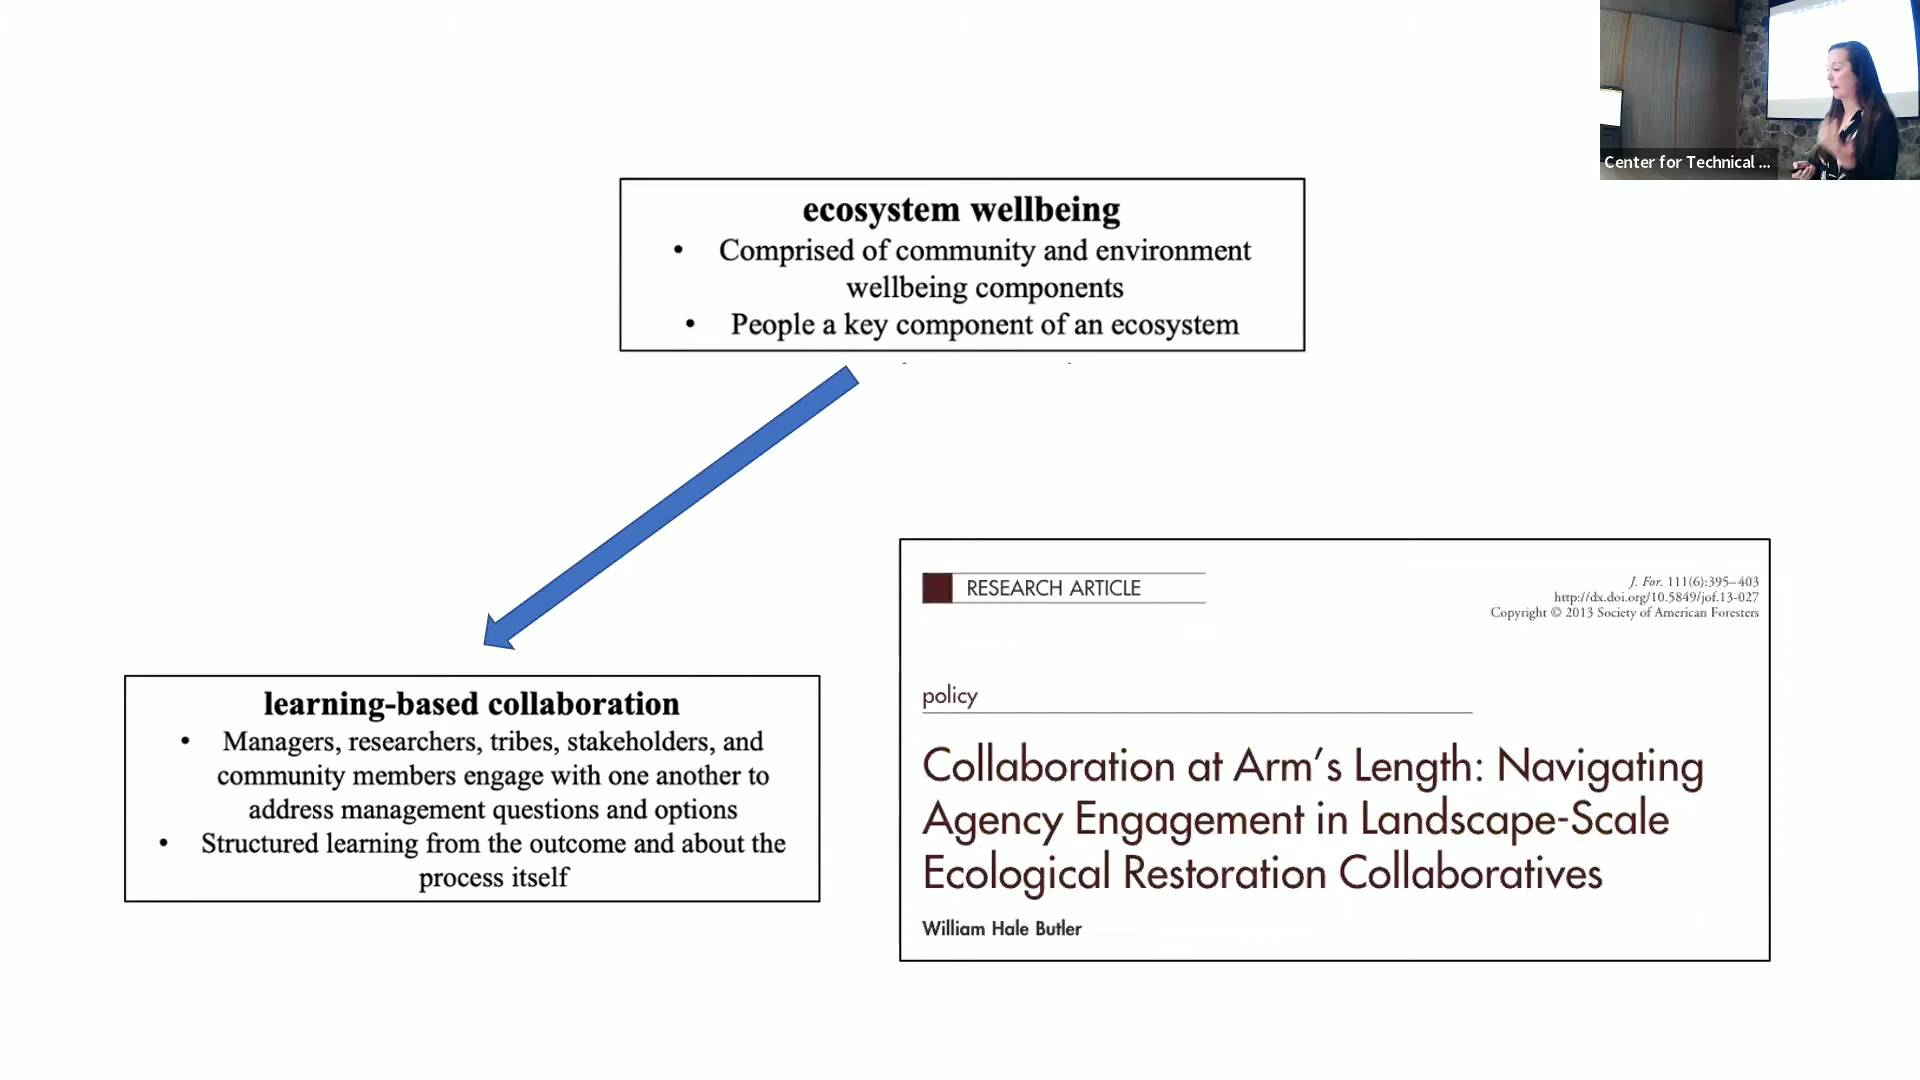 Center for Technical ...
ecosystem wellbeing
• Comprised of community and environment
wellbeing components
• People a key component of an ecosystem
learning-based collaboration
• Managers, researchers, tribes, stakeholders, and
community members engage with one another to
address management questions and options
• Structured learning from the outcome and about the
process itself
RESEARCH ARTICLE
J. For. 111(6):395–403
http://dx.doi.org/10.5849/jof.13-027
Copyright © 2013 Society of American Foresters
policy
Collaboration at Arm’s Length: Navigating
Agency Engagement in Landscape-Scale
Ecological Restoration Collaboratives
William Hale Butler